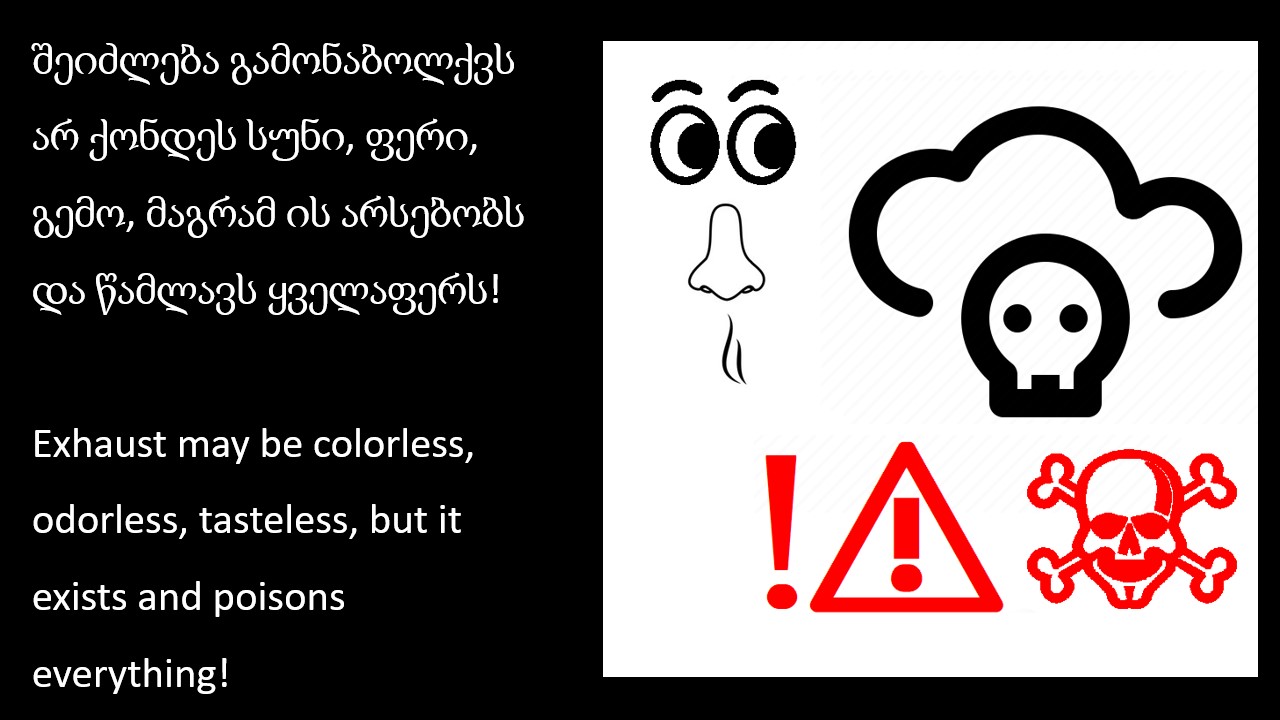 შეიძლება გამონაბოლქვს
არ ქონდეს სუნი, ფერი,
გემო, მაგრამ ის არსებობს
და წამლავს ყველაფერს!
Exhaust may be colorless,
odorless, tasteless, but it
exists and poisons
everything!